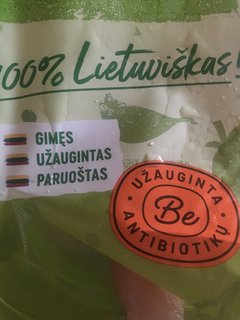 100% Lietuviškas!
GIMĘS
UŽAUGINTAS
PARUOŠTAS
UŽAUGINTA
Be
ANTIBIOTIKŲ